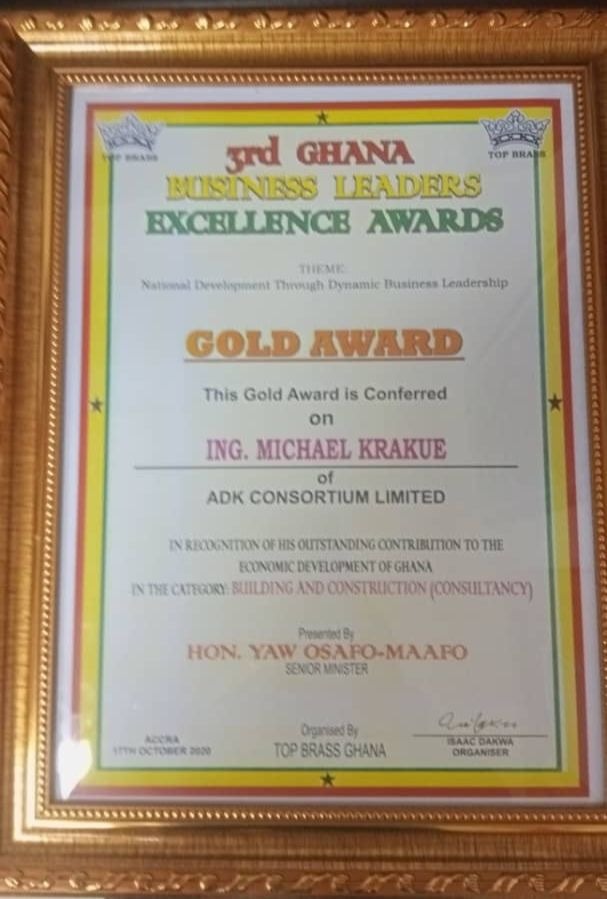 TOP BRASS
TOP BRASS
3rd GHANA
BUSINESS LEADERS
EXCELLENCE AWARDS
THEME:
National Development Through Dynamic Business Leadership
GOLD AWARD
This Gold Award is Conferred
on
ING. MICHAEL KRAKUE
of
ADK CONSORTIUM LIMITED
IN RECOGNITION OF HIS OUTSTANDING CONTRIBUTION TO THE
ECONOMIC DEVELOPMENT OF GHANA
IN THE CATEGORY: BUILDING AND CONSTRUCTION (CONSULTANCY)
Presented By
HON. YAW OSAFO-MAAFO
SENIOR MINISTER
ACCRA
17TH OCTOBER 2020
Organised By
TOP BRASS GHANA
ISAAC DAKWA
ORGANISER